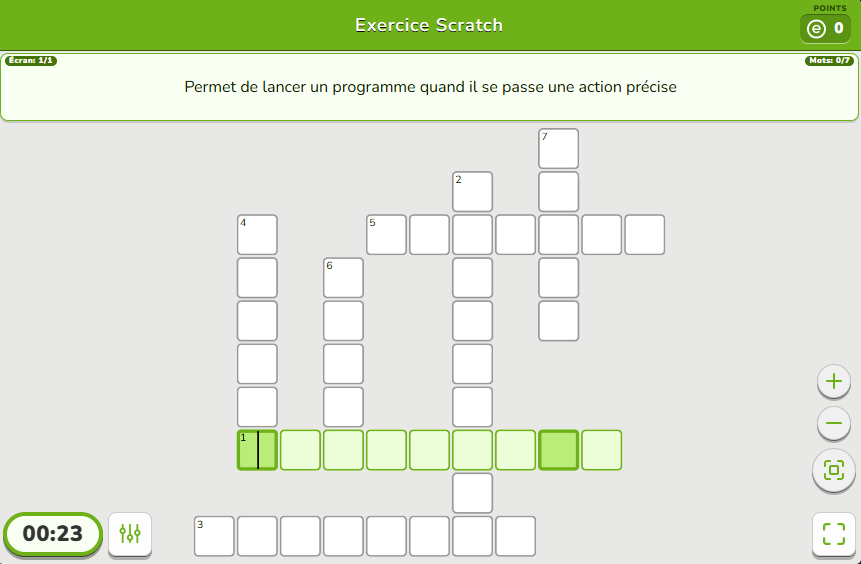 POINTS
Exercice Scratch
0
Écran: 1/1
Mots: 0/7
Permet de lancer un programme quand il se passe une action précise
7
2
4
5
6
1
3
00:23